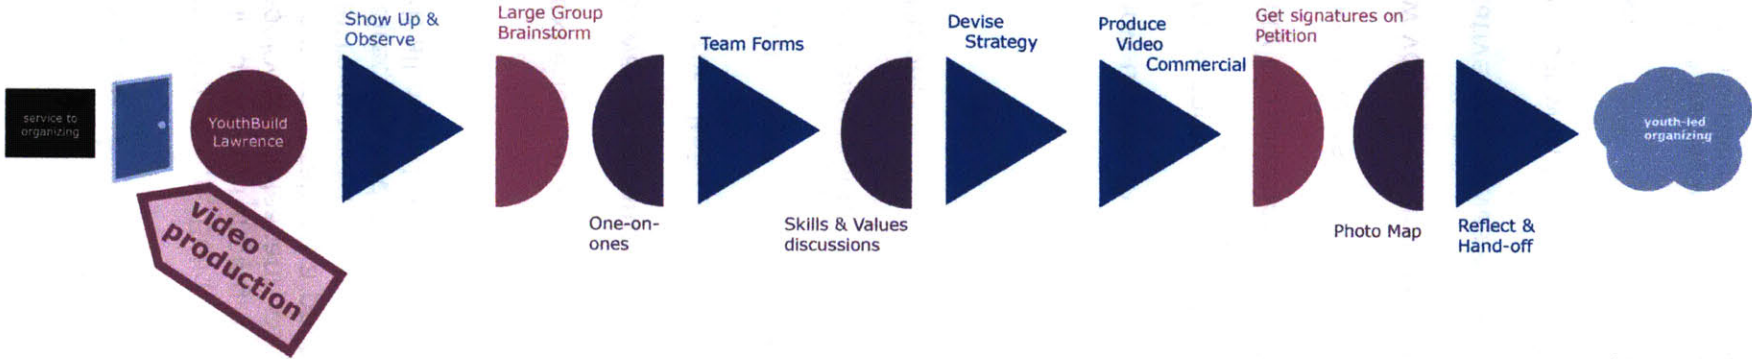 service to
organizing
YouthBuild
Lawrence
video
production
Show Up &
Observe
Large Group
Brainstorm
One-on-
ones
Team Forms
Skills & Values
discussions
Devise
Strategy
Produce
Video
Commercial
Get signatures on
Petition
Photo Map
Reflect &
Hand-off
youth-led
organizing